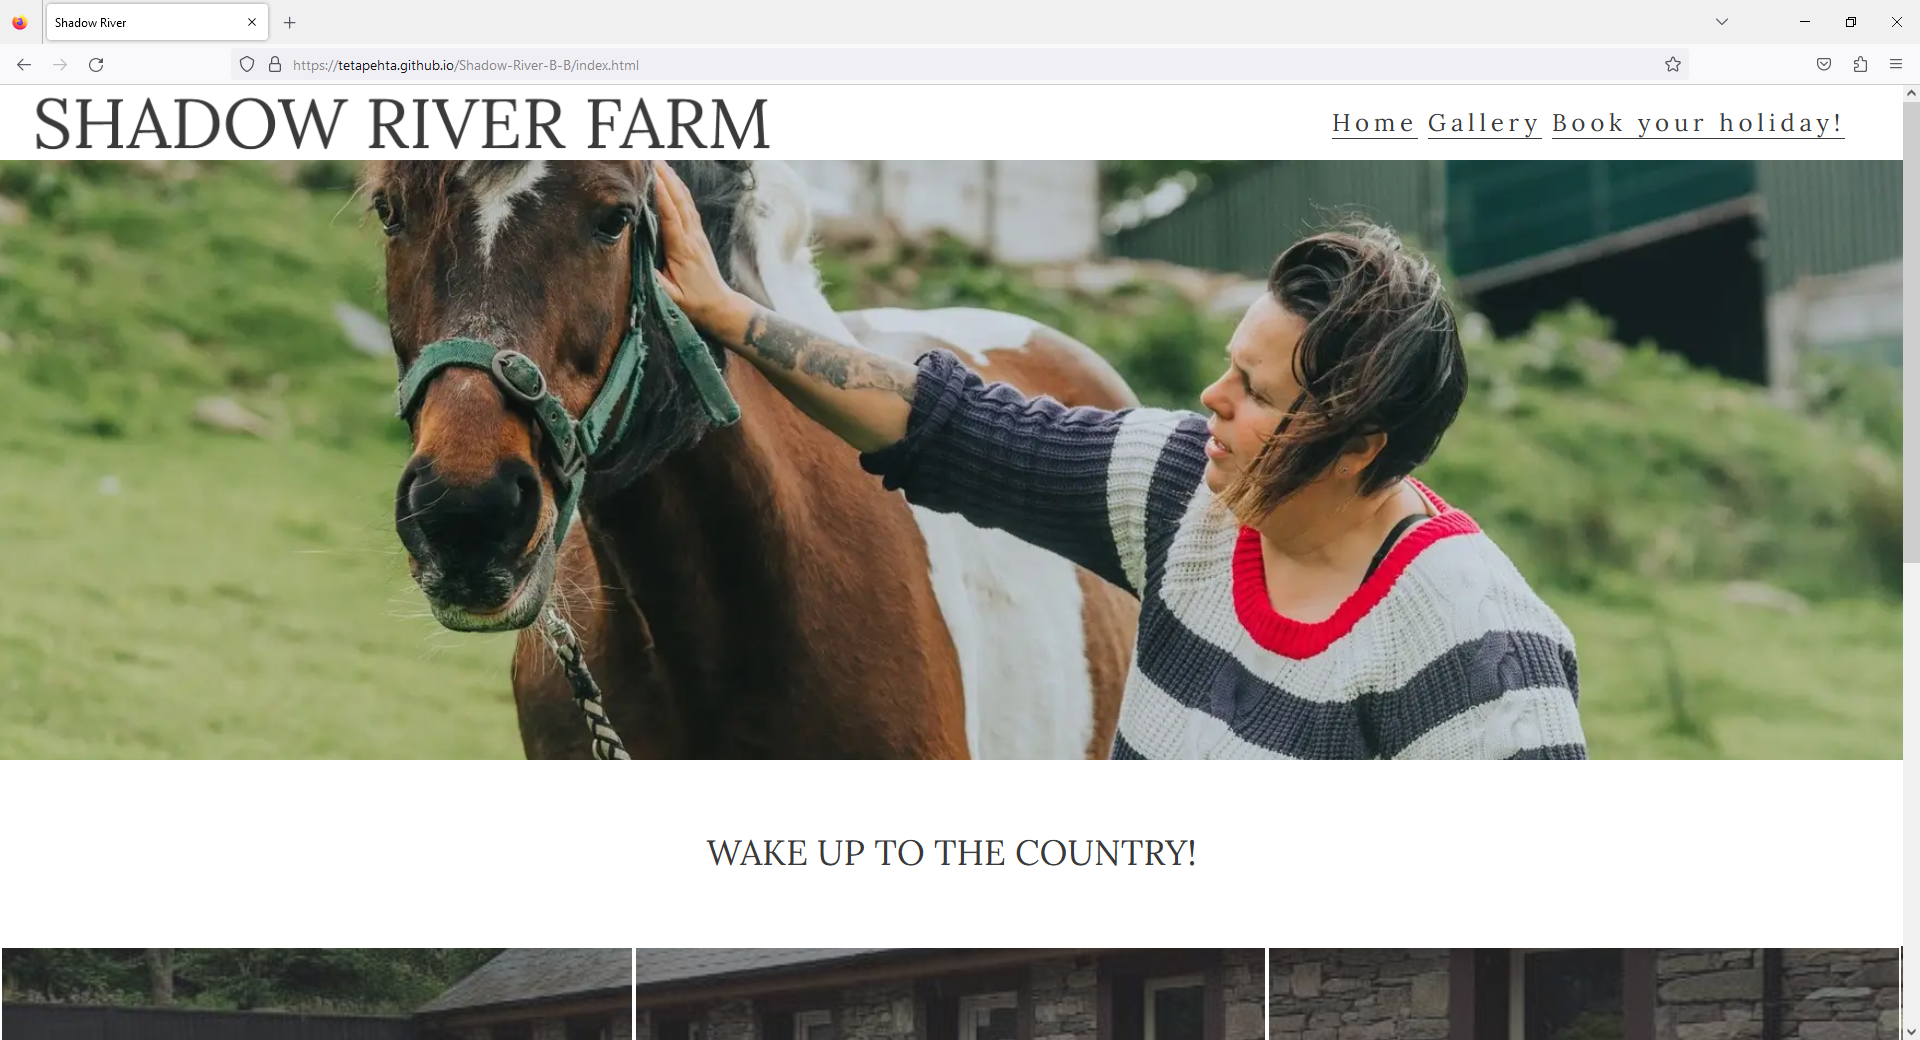 Shadow River
https://tetapehta.github.io/Shadow-River-B-B/index.html
SHADOW RIVER FARM
Home Gallery Book your holiday!
WAKE UP TO THE COUNTRY!